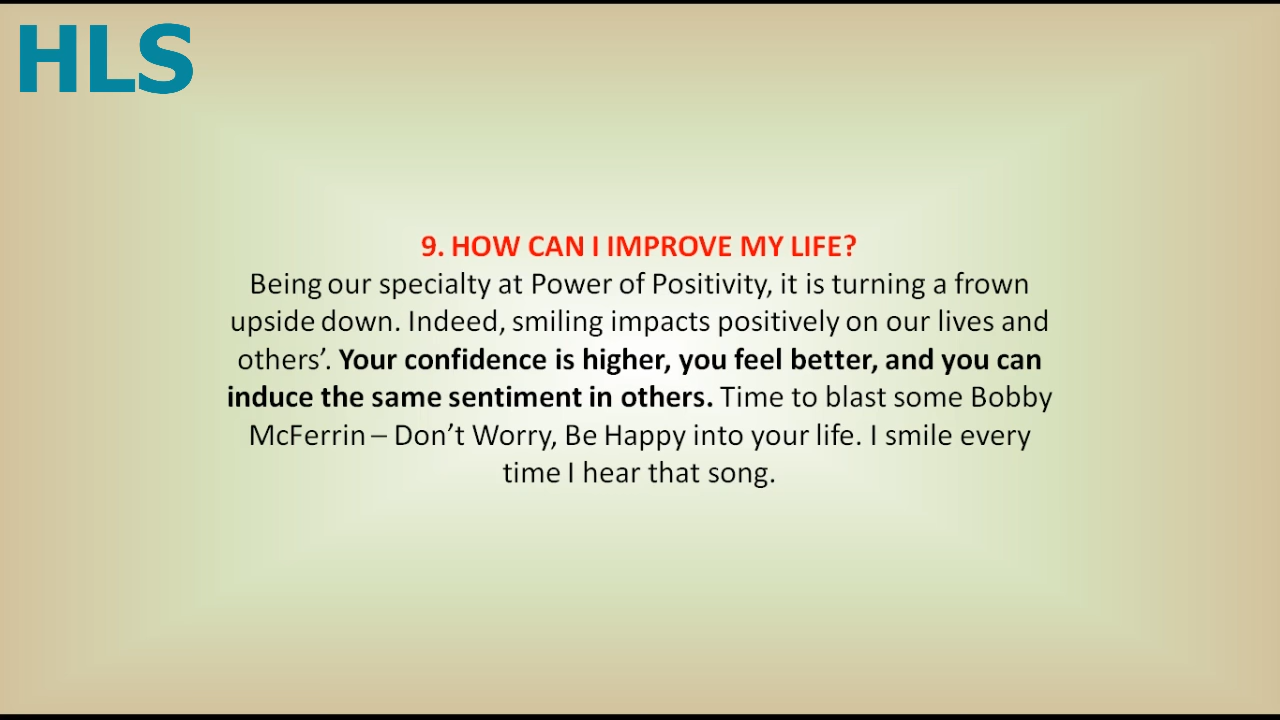 HLS
9. HOW CAN I IMPROVE MY LIFE?
Being our specialty at Power of Positivity, it is turning a frown
upside down. Indeed, smiling impacts positively on our lives and
others’. Your confidence is higher, you feel better, and you can
induce the same sentiment in others. Time to blast some Bobby
McFerrin – Don’t Worry, Be Happy into your life. I smile every
time I hear that song.